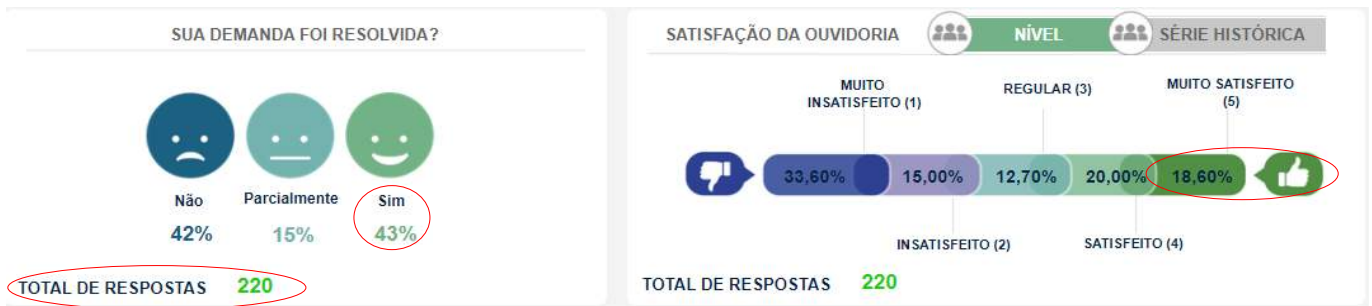 SUA DEMANDA FOI RESOLVIDA?
Não
Parcialmente
Sim
42%
15%
43%
TOTAL DE RESPOSTAS 220
SATISFAÇÃO DA OUVIDORIA
NÍVEL
SÉRIE HISTÓRICA
MUITO
INSATISFEITO (1)
REGULAR (3)
MUITO SATISFEITO
(5)
33,60%
15,00%
12,70%
20,00%
18,60%
INSATISFEITO (2)
SATISFEITO (4)
TOTAL DE RESPOSTAS 220